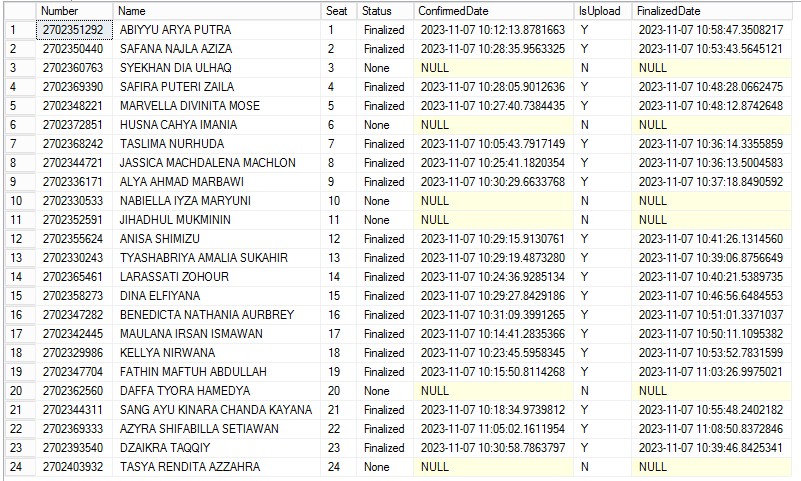 Number Name Seat Status ConfirmedDate IsUpload FinalizedDate
1 2702351292 ABIYYU ARYA PUTRA 1 Finalized 2023-11-07 10:12:13.8781663 Y 2023-11-07 10:58:47.3508217
2 2702350440 SAFANA NAJLA AZIZA 2 Finalized 2023-11-07 10:28:35.9563325 Y 2023-11-07 10:53:43.5645121
3 2702360763 SYEKHAN DIA ULHAQ 3 None NULL N NULL
4 2702369390 SAFIRA PUTERI ZAILA 4 Finalized 2023-11-07 10:28:05.9012636 Y 2023-11-07 10:48:28.0662475
5 2702348221 MARVELLA DIVINITA MOSE 5 Finalized 2023-11-07 10:27:40.7384435 Y 2023-11-07 10:48:12.8742648
6 2702372851 HUSNA CAHYA IMANIA 6 None NULL N NULL
7 2702368242 TASLIMA NURHUDA 7 Finalized 2023-11-07 10:05:43.7917149 Y 2023-11-07 10:36:14.3355859
8 2702344721 JASSICA MACHDALENA MACHLON 8 Finalized 2023-11-07 10:25:41.1820354 Y 2023-11-07 10:36:13.5004583
9 2702336171 ALYA AHMAD MARBAWI 9 Finalized 2023-11-07 10:30:29.6633768 Y 2023-11-07 10:37:18.8490592
10 2702330533 NABIELLA IYZA MARYUNI 10 None NULL N NULL
11 2702352591 JIHADHUL MUKMININ 11 None NULL N NULL
12 2702355624 ANISA SHIMIZU 12 Finalized 2023-11-07 10:29:15.9130761 Y 2023-11-07 10:41:26.1314560
13 2702330243 TYASHABRIYA AMALIA SUKAHIR 13 Finalized 2023-11-07 10:29:19.4873280 Y 2023-11-07 10:39:06.8756649
14 2702365461 LARASSATI ZOHOUR 14 Finalized 2023-11-07 10:24:36.9285134 Y 2023-11-07 10:40:21.5389735
15 2702358273 DINA ELFIYANA 15 Finalized 2023-11-07 10:29:27.8429186 Y 2023-11-07 10:46:56.6484553
16 2702347282 BENEDICTA NATHANIA AURBREY 16 Finalized 2023-11-07 10:31:09.3991265 Y 2023-11-07 10:51:01.3371037
17 2702342445 MAULANA IRSAN ISMAWAN 17 Finalized 2023-11-07 10:14:41.2835366 Y 2023-11-07 10:50:11.1095382
18 2702329986 KELLYA NIRWANA 18 Finalized 2023-11-07 10:23:45.5958345 Y 2023-11-07 10:53:52.7831599
19 2702347704 FATHIN MAFTUH ABDULLAH 19 Finalized 2023-11-07 10:15:50.8114268 Y 2023-11-07 11:03:26.9975021
20 2702362560 DAFFA TYORA HAMEDYA 20 None NULL N NULL
21 2702344311 SANG AYU KINARA CHANDA KAYANA 21 Finalized 2023-11-07 10:18:34.9739812 Y 2023-11-07 10:55:48.2402182
22 2702369333 AZYRA SHIFABILLA SETIAWAN 22 Finalized 2023-11-07 11:05:02.1611954 Y 2023-11-07 11:08:50.8372846
23 2702393540 DZAIKRA TAQQIY 23 Finalized 2023-11-07 10:30:58.7863797 Y 2023-11-07 10:39:46.8425341
24 2702403932 TASYA RENDITA AZZAHRA 24 None NULL N NULL